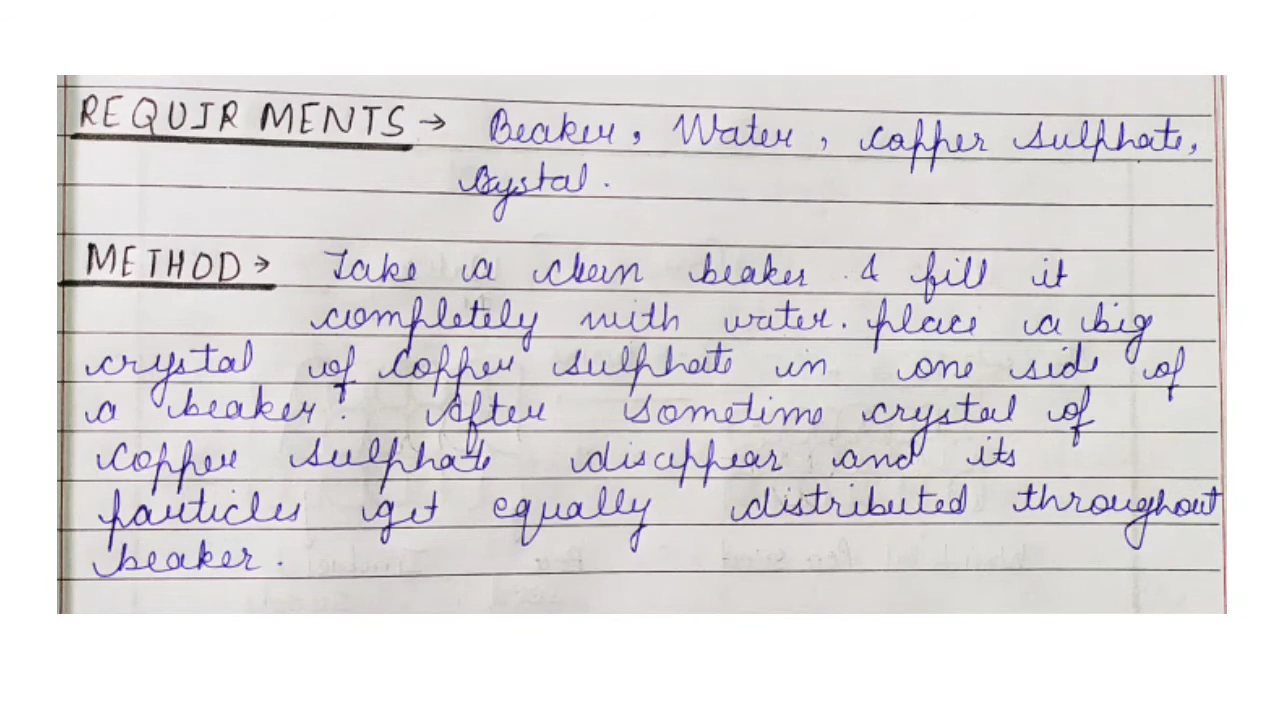 REQUIR MENTS → Beaker, Water, Copper Sulphate,
Crystal.
METHOD → Take a clean beaker & fill it
completely with water. place a big
crystal of Copper sulphate in one side of
a beaker. After sometime crystal of
copper sulphate disappear and its
particles get equally distributed throughout
beaker.